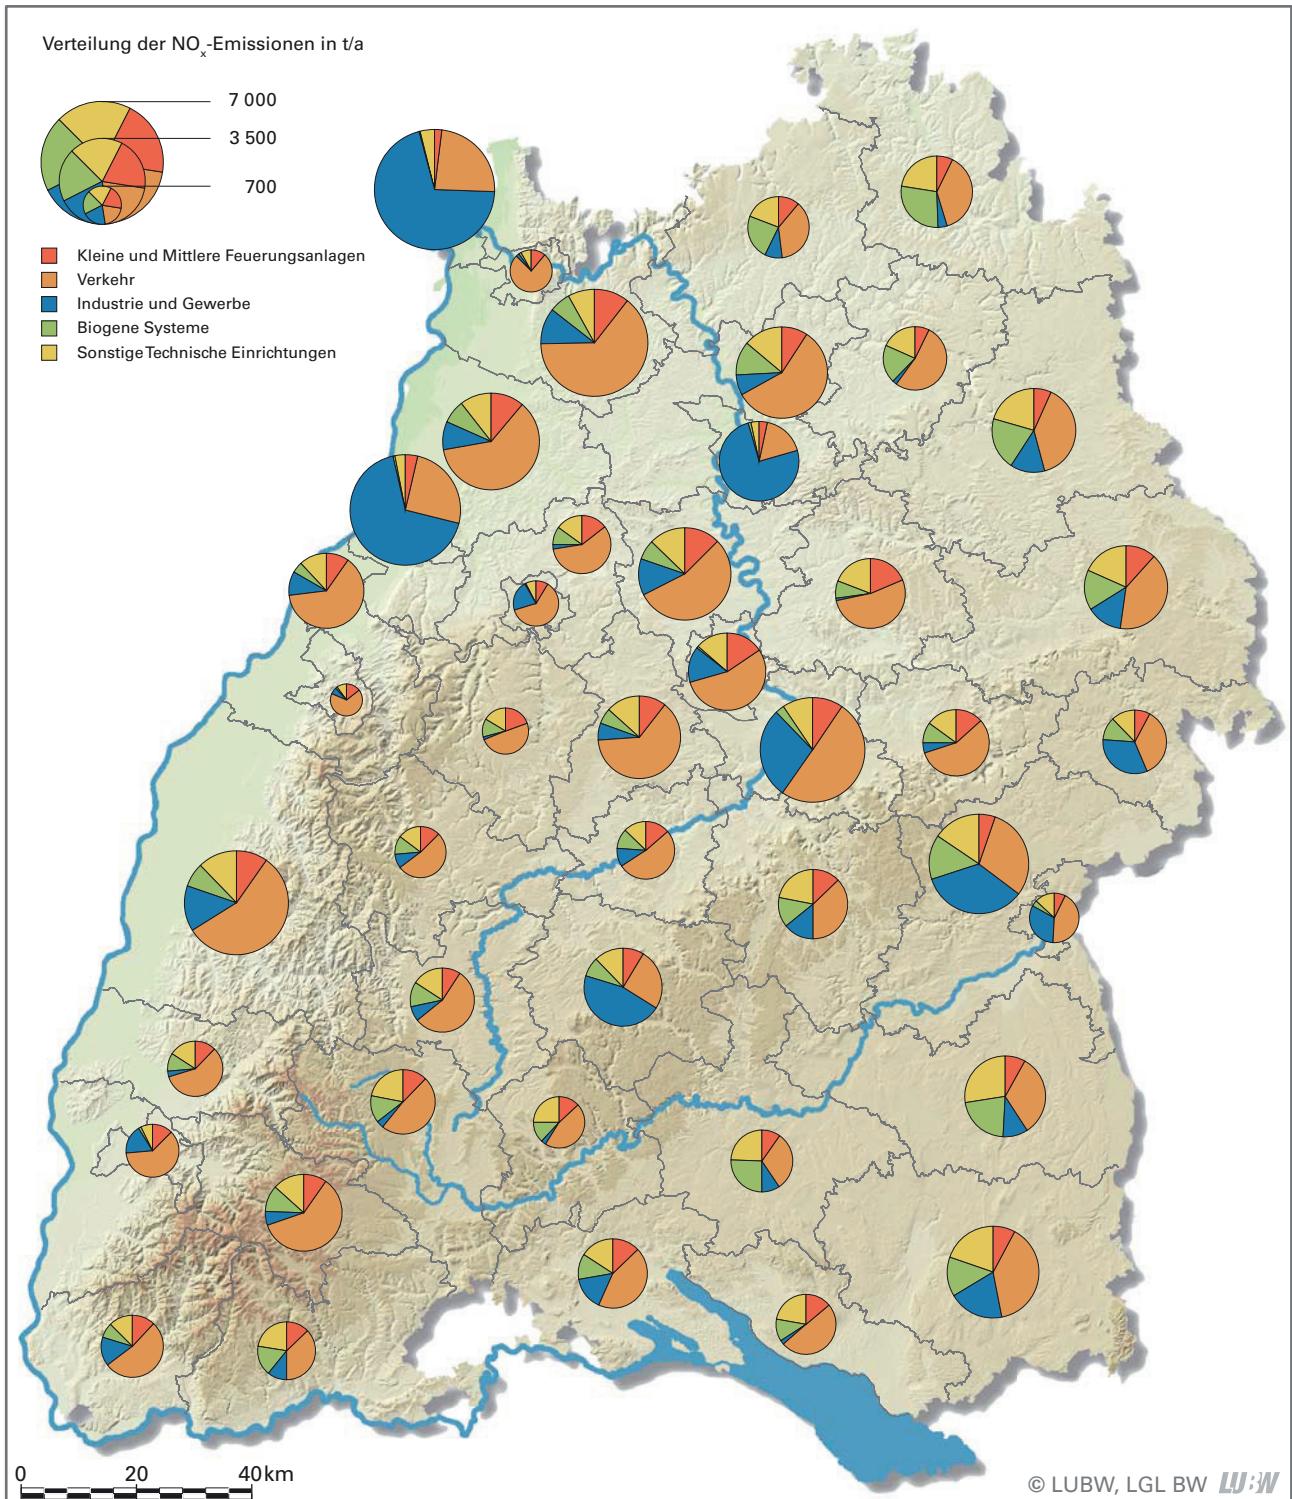 Verteilung der NOx-Emissionen in t/a
7 000
3 500
700
Kleine und Mittlere Feuerungsanlagen
Verkehr
Industrie und Gewerbe
Biogene Systeme
Sonstige Technische Einrichtungen
0 20 40 km
© LUBW, LGL BW LUBW